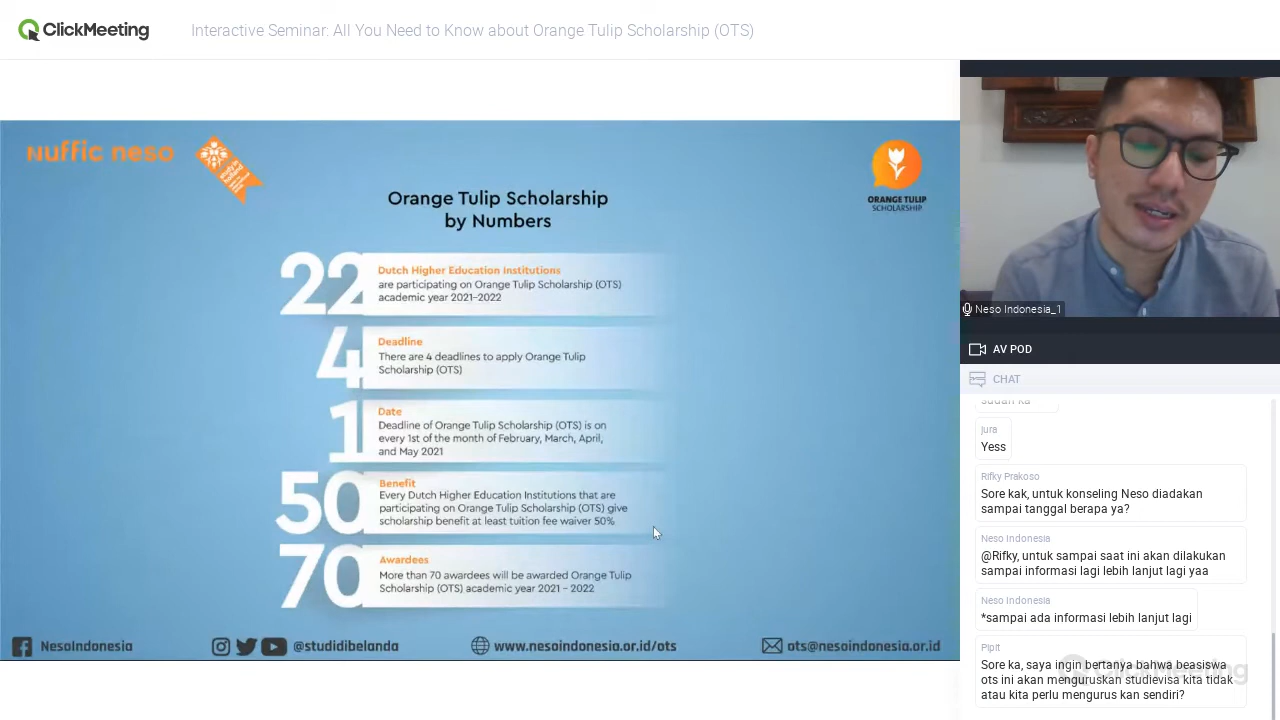 ClickMeeting
Interactive Seminar: All You Need to Know about Orange Tulip Scholarship (OTS)
Nuffic neso
ORANGE TULIP
SCHOLARSHIP
Orange Tulip Scholarship
by Numbers
22
Dutch Higher Education Institutions
are participating on Orange Tulip Scholarship (OTS)
academic year 2021-2022
4
Deadline
There are 4 deadlines to apply Orange Tulip
Scholarship (OTS)
1
Date
Deadline of Orange Tulip Scholarship (OTS) is on
every 1st of the month of February, March, April,
and May 2021
50
Benefit
Every Dutch Higher Education Institutions that are
participating on Orange Tulip Scholarship (OTS) give
scholarship benefit at least tuition fee waiver 50%
70
Awardees
More than 70 awardees will be awarded Orange Tulip
Scholarship (OTS) academic year 2021 - 2022
NesoIndonesia
@studidibelanda
www.nesoindonesia.or.id/ots
ots@nesoindonesia.or.id
Neso Indonesia_1
AV POD
CHAT
sudah ka
jura
Yess
Rifky Prakoso
Sore kak, untuk konseling Neso diadakan
sampai tanggal berapa ya?
Neso Indonesia
@Rifky, untuk sampai saat ini akan dilakukan
sampai informasi lagi lebih lanjut lagi yaa
Neso Indonesia
*sampai ada informasi lebih lanjut lagi
Pipit
Sore ka, saya ingin bertanya bahwa beasiswa
ots ini akan menguruskan studievisa kita tidak
atau kita perlu mengurus kan sendiri?
ClickMeeting